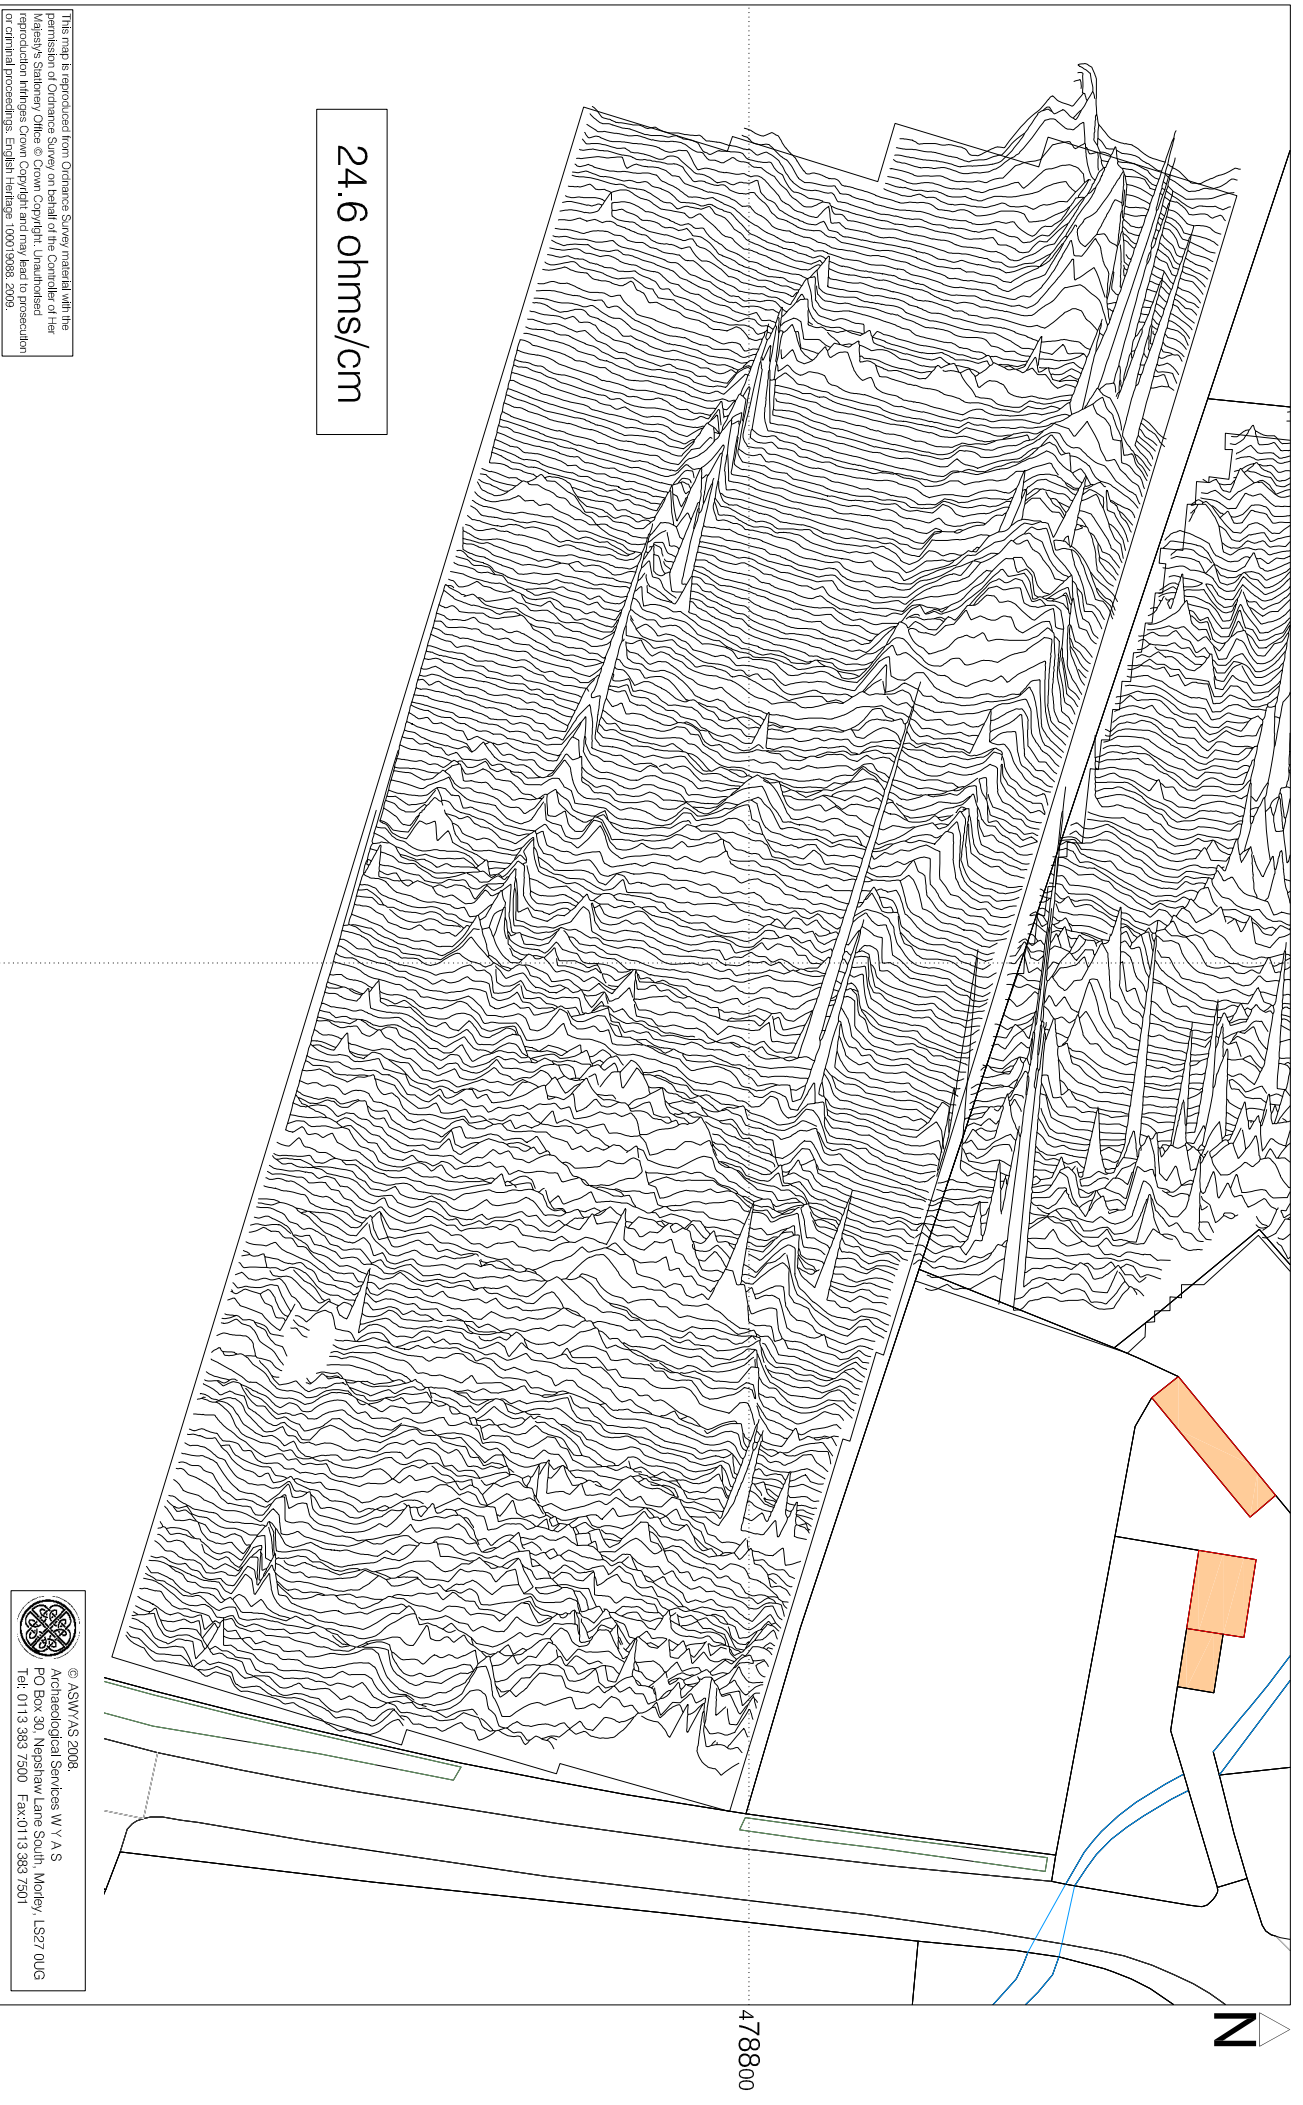 This map is reproduced from Ordnance Survey material with the
permission of Ordnance Survey on behalf of the Controller of Her
Majesty's Stationery Office © Crown Copyright. Unauthorised
reproduction infringes Crown Copyright and may lead to prosecution
or criminal proceedings. English Heritage 100019088. 2009.
24.6 ohms/cm
© ASWYAS 2008.
Archaeological Services W Y A S
PO Box 30, Nepshaw Lane South, Morley, LS27 0UG
Tel: 0113 383 7500 Fax:0113 383 7501
478800
N